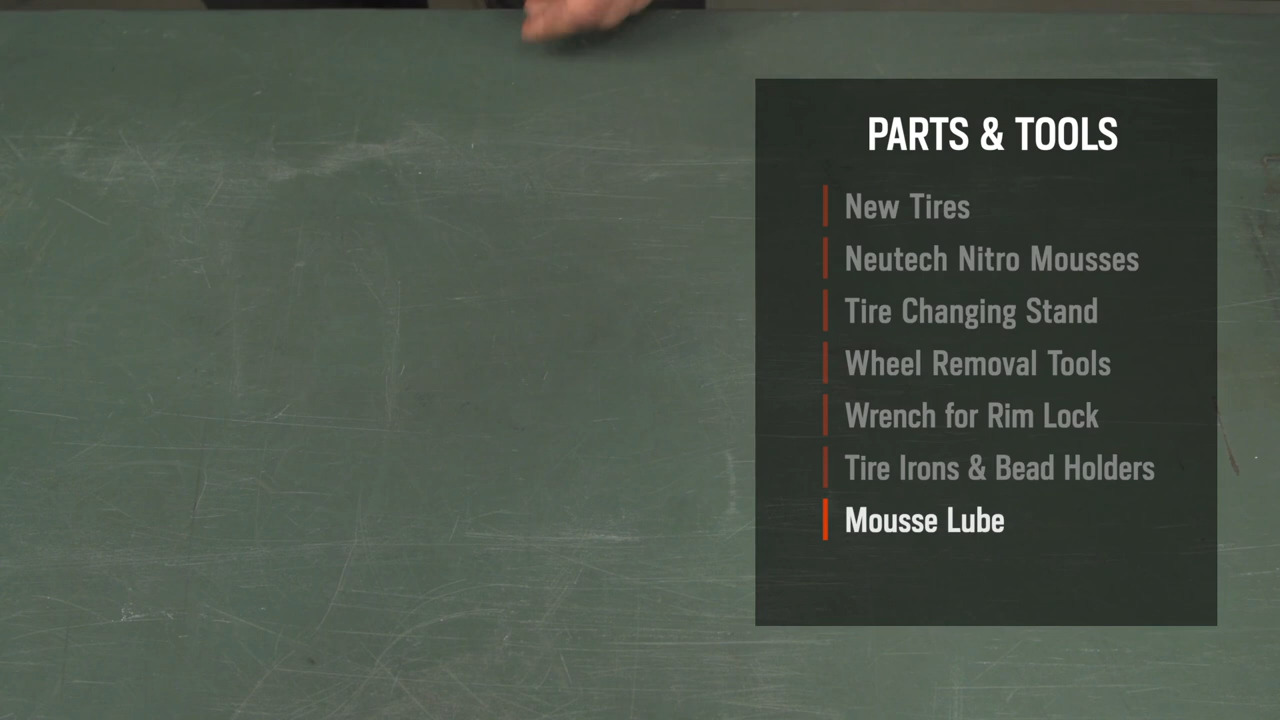 PARTS & TOOLS
New Tires
Neutech Nitro Mousses
Tire Changing Stand
Wheel Removal Tools
Wrench for Rim Lock
Tire Irons & Bead Holders
Mousse Lube